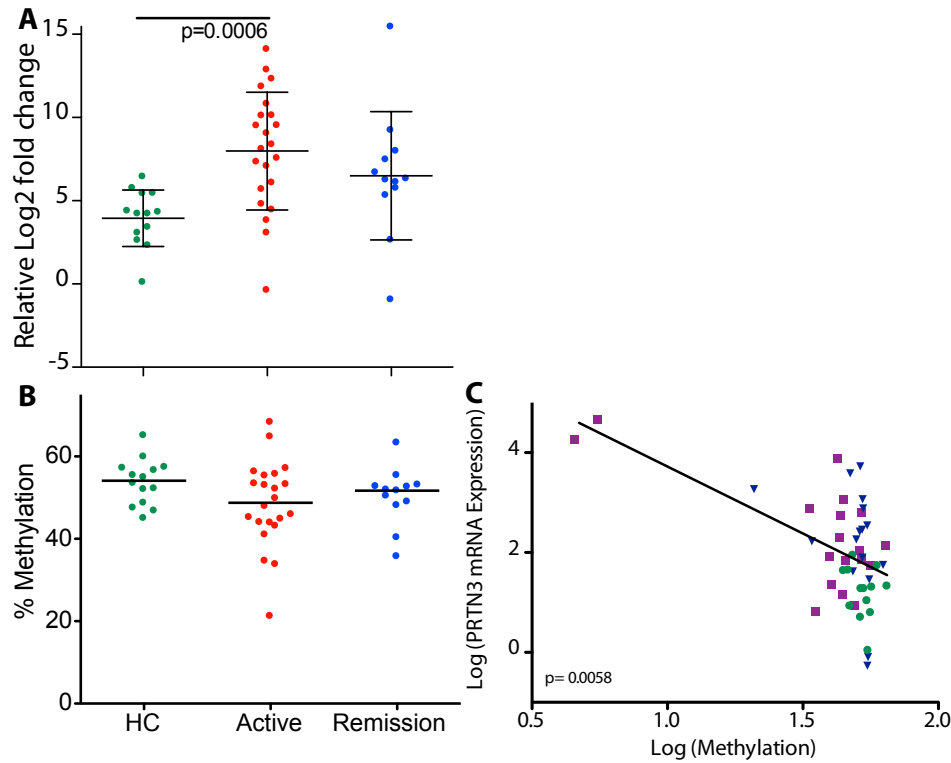 A
p=0.0006
Relative Log2 fold change
15
10
5
0
-5
B
% Methylation
60
40
20
0
HC Active Remission
C
Log (PRTN3 mRNA Expression)
4
2
0
p= 0.0058
0.5 1.0 1.5 2.0
Log (Methylation)